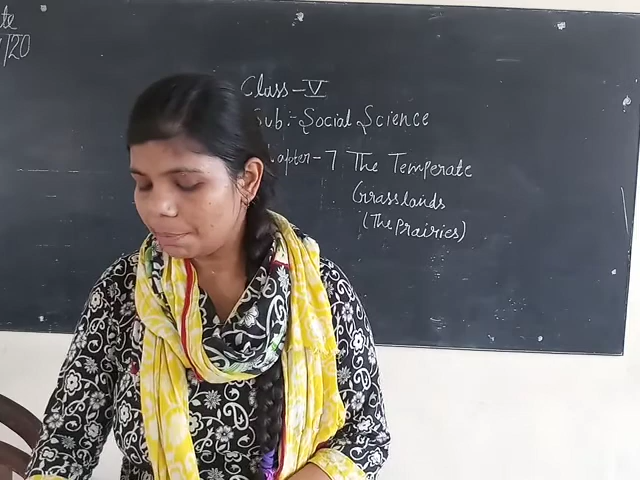 Class-V
Sub:- Social Science
Chapter-7 The Temperate
Grasslands
(The Prairies)